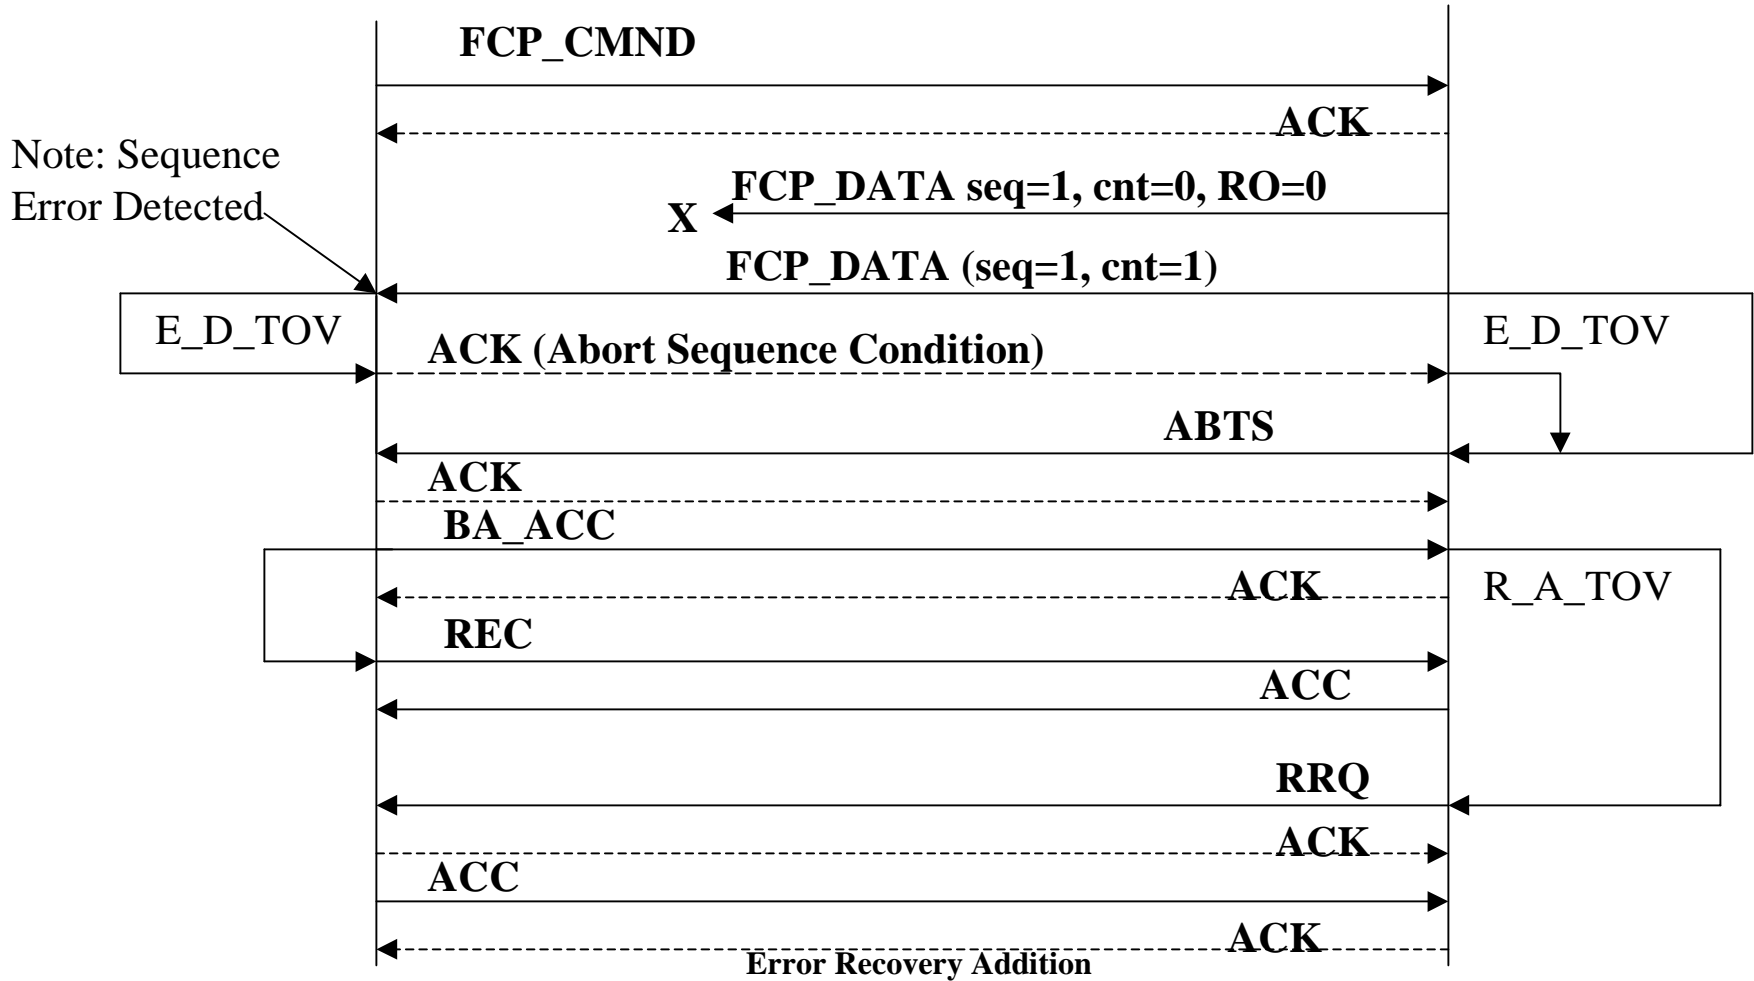 FCP_CMND
ACK
Note: Sequence
Error Detected
FCP_DATA seq=1, cnt=0, RO=0
X
FCP_DATA (seq=1, cnt=1)
E_D_TOV
E_D_TOV
ACK (Abort Sequence Condition)
ABTS
ACK
BA_ACC
ACK
R_A_TOV
REC
ACC
RRQ
ACK
ACC
ACK
Error Recovery Addition